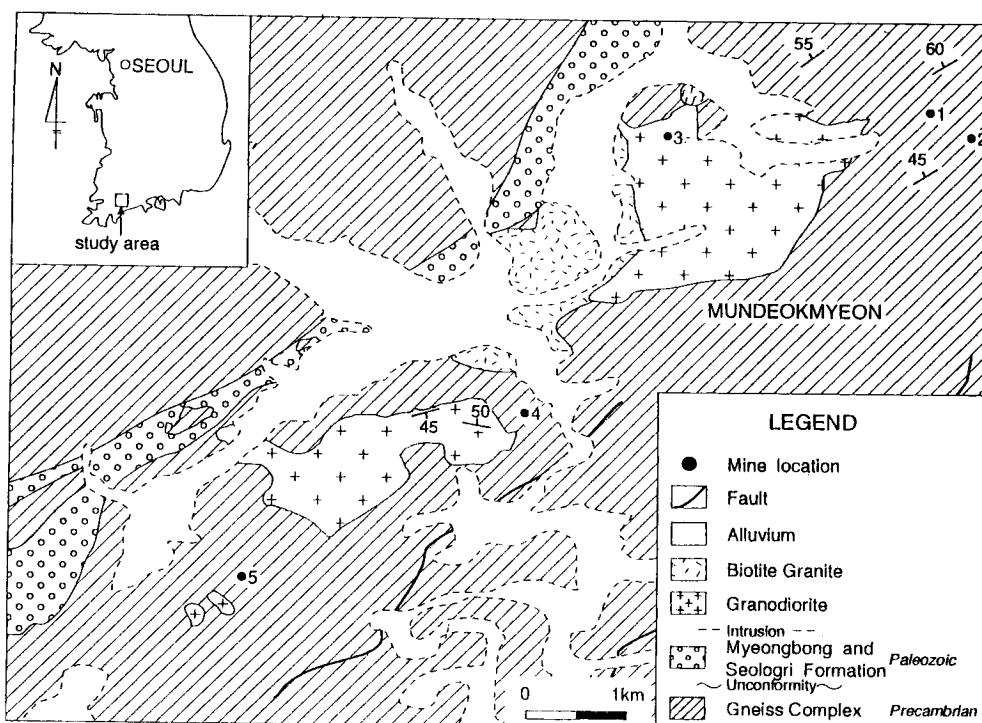 N
SEOUL
study area
55
60
1
2
3
45
MUNDEOKMYEON
50
45
4
5
0 1km
LEGEND
Mine location
Fault
Alluvium
Biotite Granite
Granodiorite
Intrusion
Myeongbong and
Seologri Formation Paleozoic
Unconformity
Gneiss Complex Precambrian